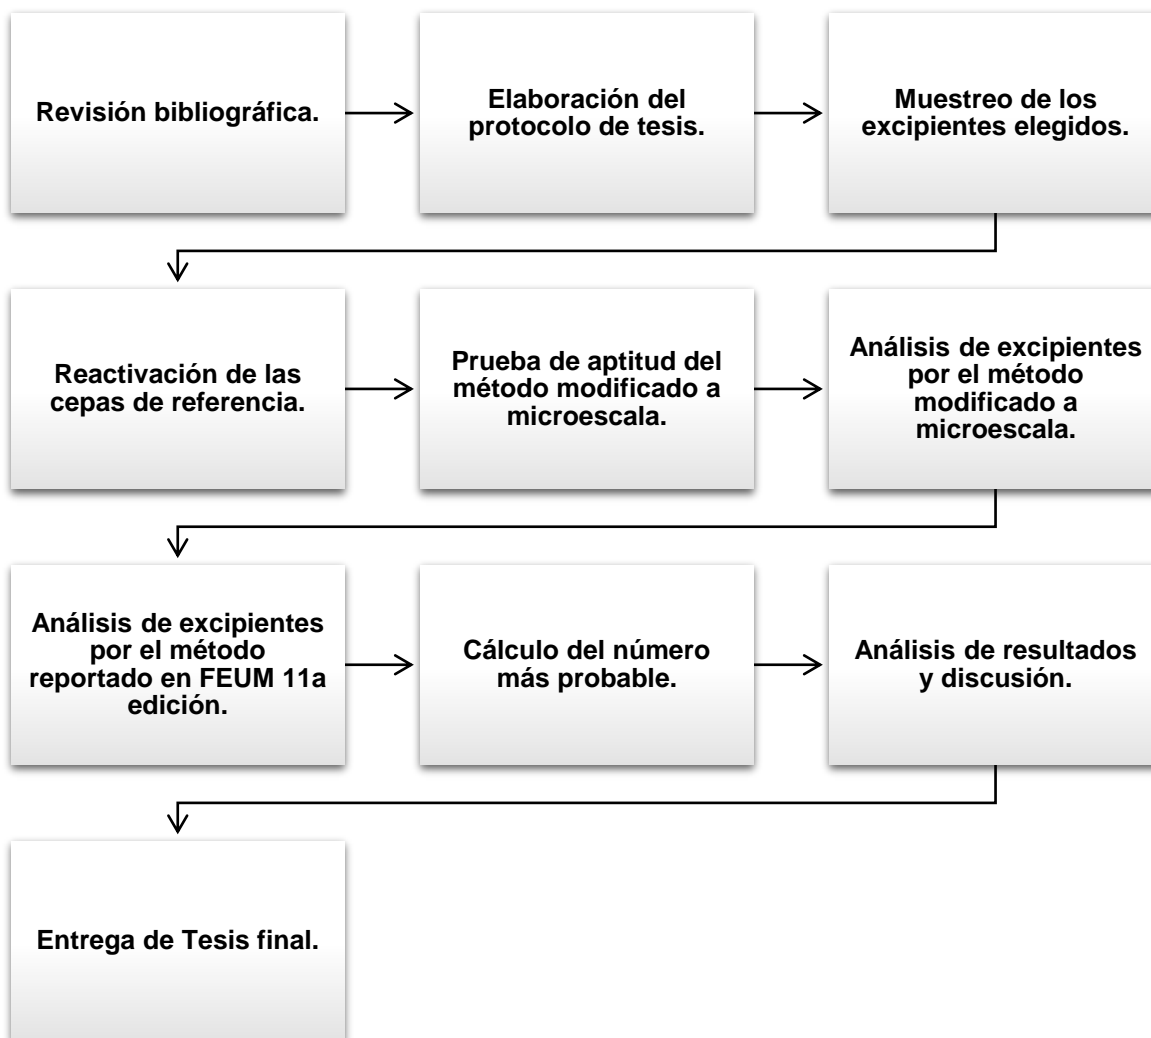 Revisión bibliográfica.
Elaboración del
protocolo de tesis.
Muestreo de los
excipientes elegidos.
Reactivación de las
cepas de referencia.
Prueba de aptitud del
método modificado a
microescala.
Análisis de excipientes
por el método
modificado a
microescala.
Análisis de excipientes
por el método
reportado en FEUM 11a
edición.
Cálculo del número
más probable.
Análisis de resultados
y discusión.
Entrega de Tesis final.